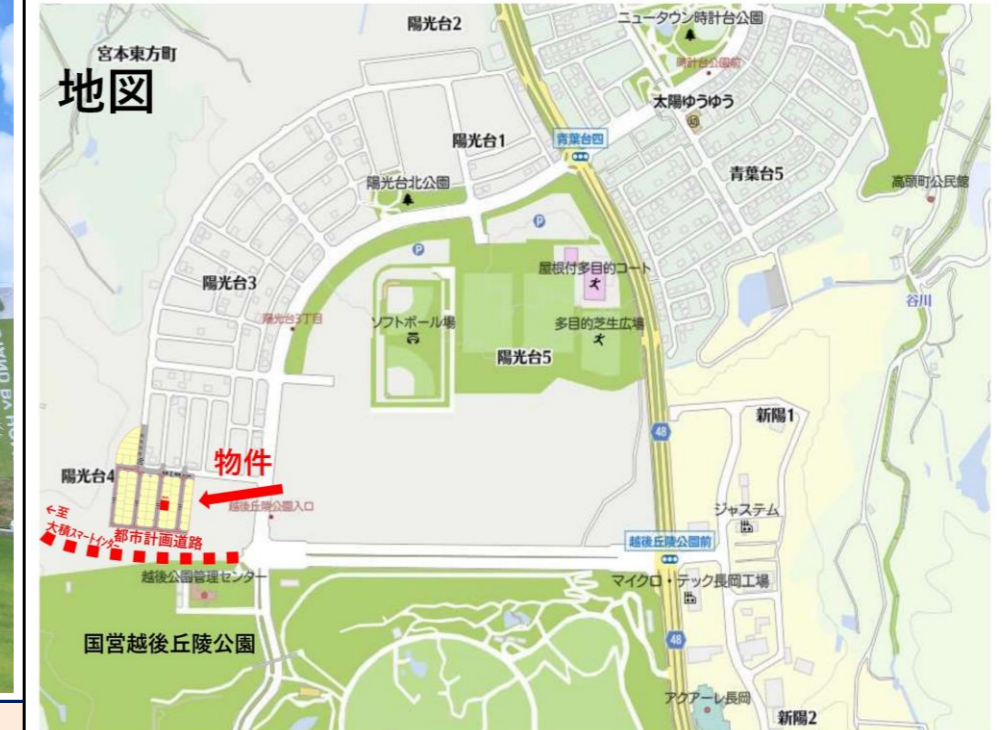 陽光台2
ニュータウン時計台公園
宮本東方町
地図
時計台公園前
太陽ゆうゆう
陽光台1
青葉台四
青葉台5
陽光台北公園
高頭町公民館
P
P
屋根付多目的コート
陽光台3
谷川
陽光台3丁目
ソフトボール場
多目的芝生広場
陽光台5
新陽1
48
物件
陽光台4
越後丘陵公園入口
ジャステム
←至
大積スマートインター
都市計画道路
越後丘陵公園前
越後公園管理センター
マイクロ・テック長岡工場
国営越後丘陵公園
48
アクアーレ長岡
新陽2